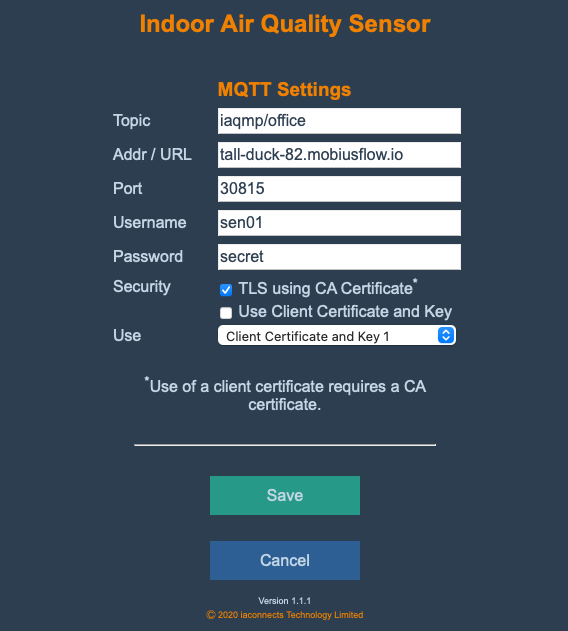 Indoor Air Quality Sensor
MQTT Settings
Topic iaqmp/office
Addr / URL tall-duck-82.mobiusflow.io
Port 30815
Username sen01
Password secret
Security TLS using CA Certificate*
Use Client Certificate and Key
Use Client Certificate and Key 1
*Use of a client certificate requires a CA
certificate.
Save
Cancel
Version 1.1.1
© 2020 iaconnects Technology Limited